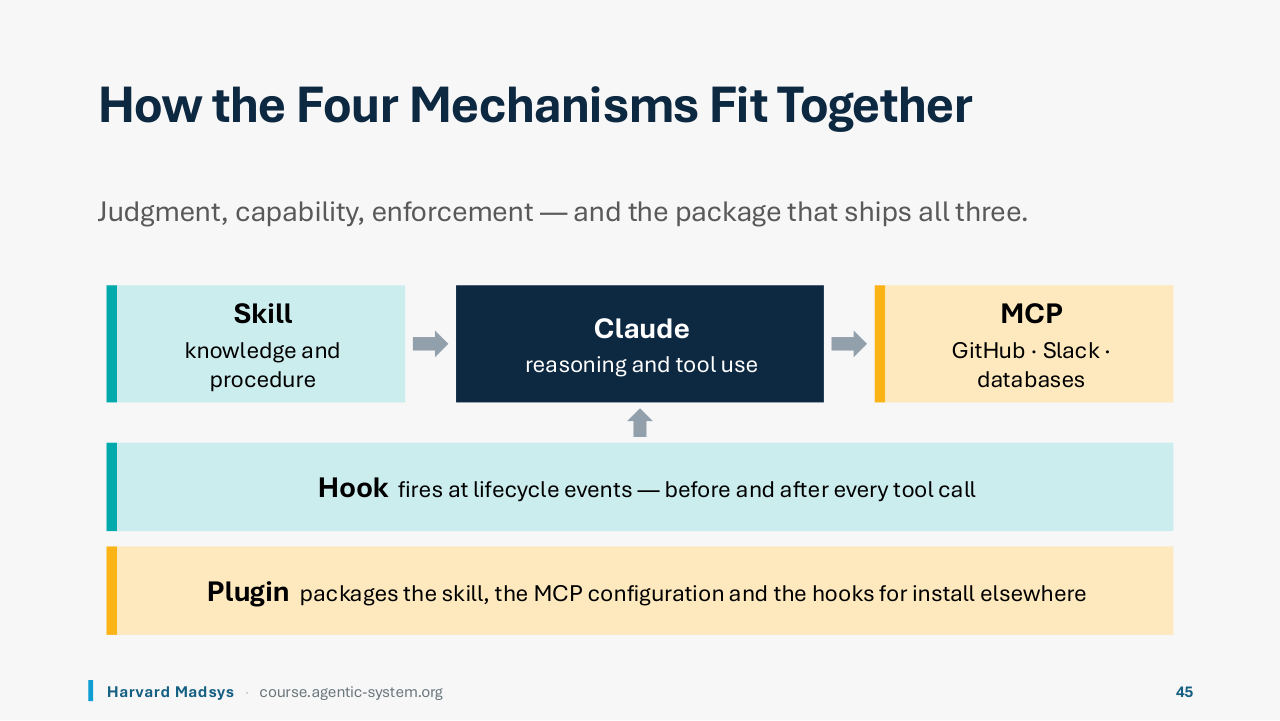 How the Four Mechanisms Fit Together
Judgment, capability, enforcement — and the package that ships all three.
Skill
knowledge and
procedure
Claude
reasoning and tool use
MCP
GitHub · Slack ·
databases
Hook fires at lifecycle events — before and after every tool call
Plugin packages the skill, the MCP configuration and the hooks for install elsewhere
Harvard Madsys · course.agentic-system.org
45